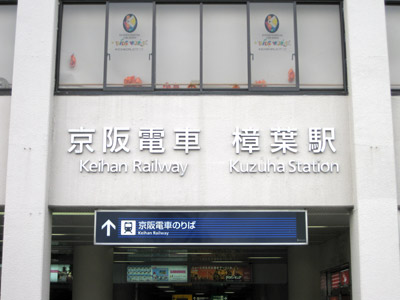 京阪電車 樟葉駅
Keihan Railway Kuzuha Station
京阪電車のりば
Keihan Railway